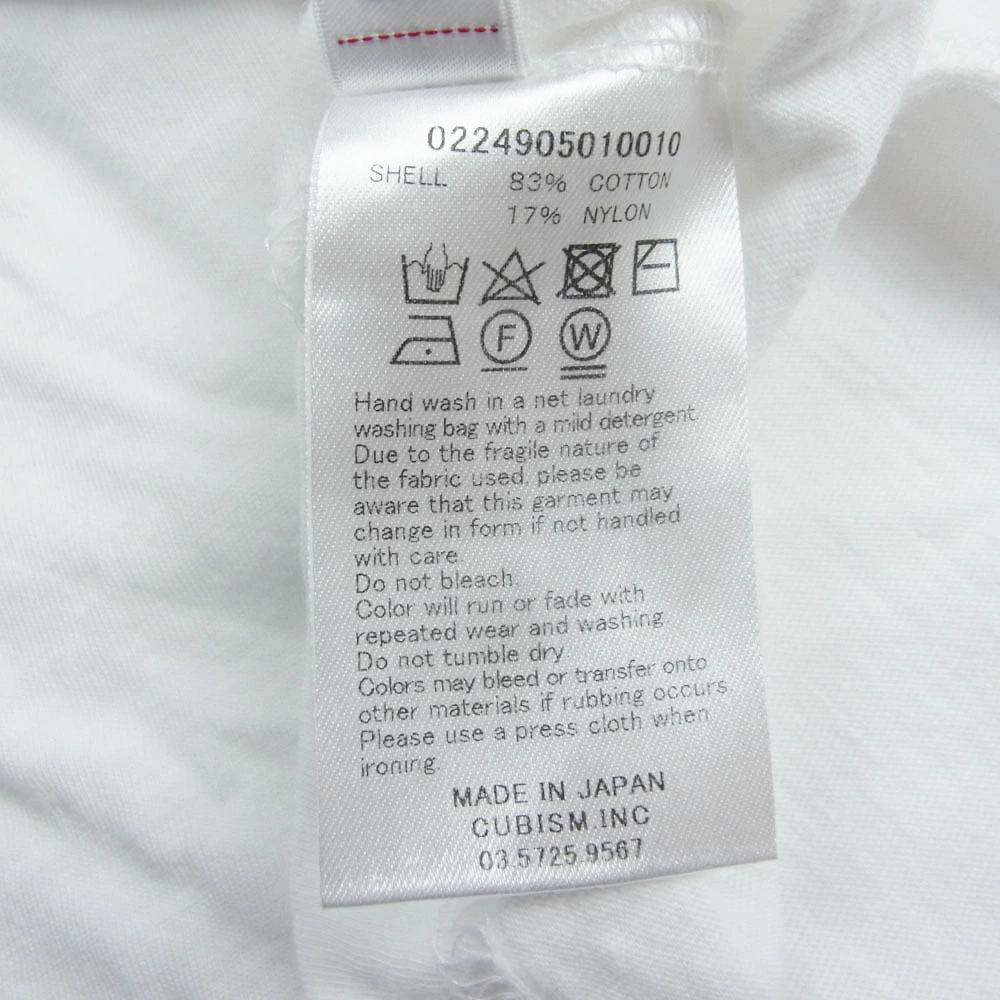 0224905010010
SHELL 83% COTTON
17% NYLON
F W
Hand wash in a net laundry
washing bag with a mild detergent.
Due to the fragile nature of
the fabric used, please be
aware that this garment may
change in form if not handled
with care.
Do not bleach.
Color will run or fade with
repeated wear and washing
Do not tumble dry
Colors may bleed or transfer onto
other materials if rubbing occurs
Please use a press cloth when
ironing.
MADE IN JAPAN
CUBISM.INC
03.5725.9567